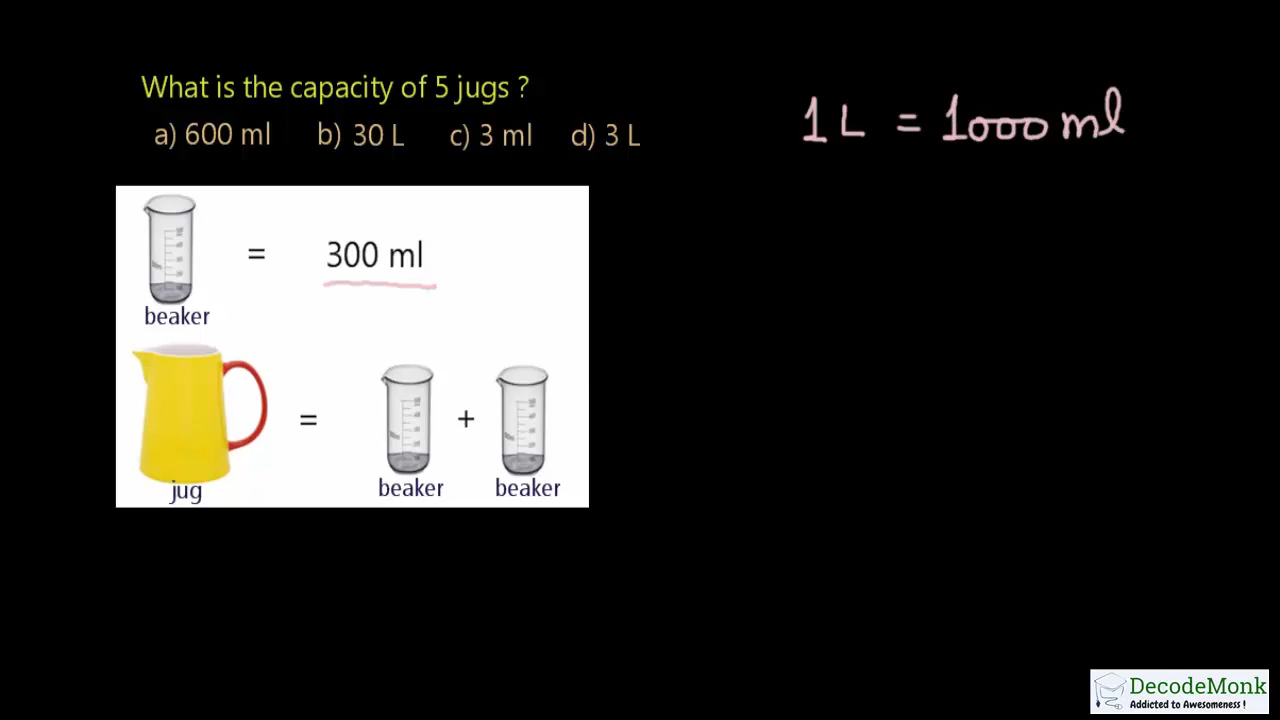 What is the capacity of 5 jugs ?
a) 600 ml b) 30 L c) 3 ml d) 3 L
1 L = 1000 ml
= 300 ml
beaker
= +
jug beaker beaker
DecodeMonk
Addicted to Awesomeness !